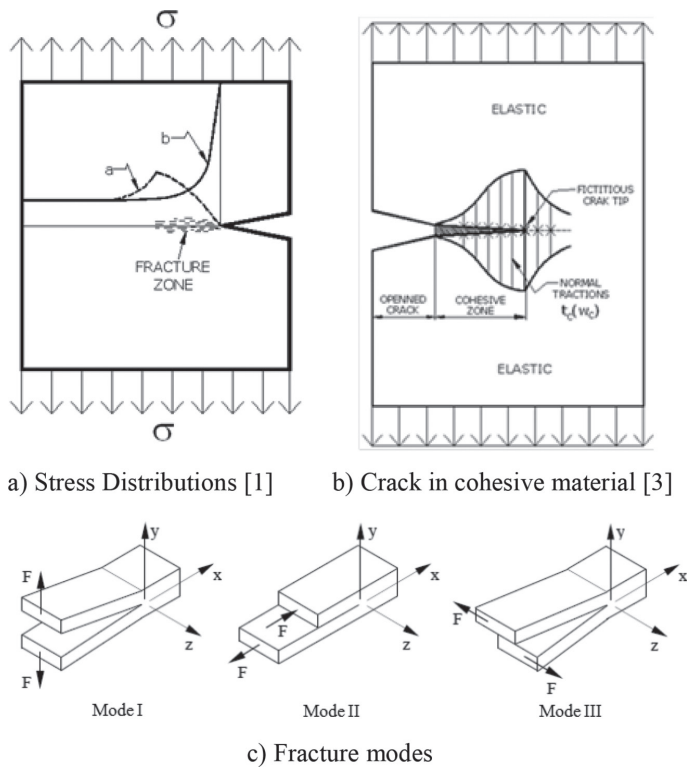 σ
b
a
FRACTURE
ZONE
σ
ELASTIC
FICTITIOUS
CRAK TIP
OPENNED
CRACK
COHESIVE
ZONE
NORMAL
TRACTIONS
t_c(w_c)
ELASTIC
a) Stress Distributions [1]
b) Crack in cohesive material [3]
y
x
z
F
F
Mode I
y
x
z
F
F
Mode II
y
x
z
F
F
Mode III
c) Fracture modes